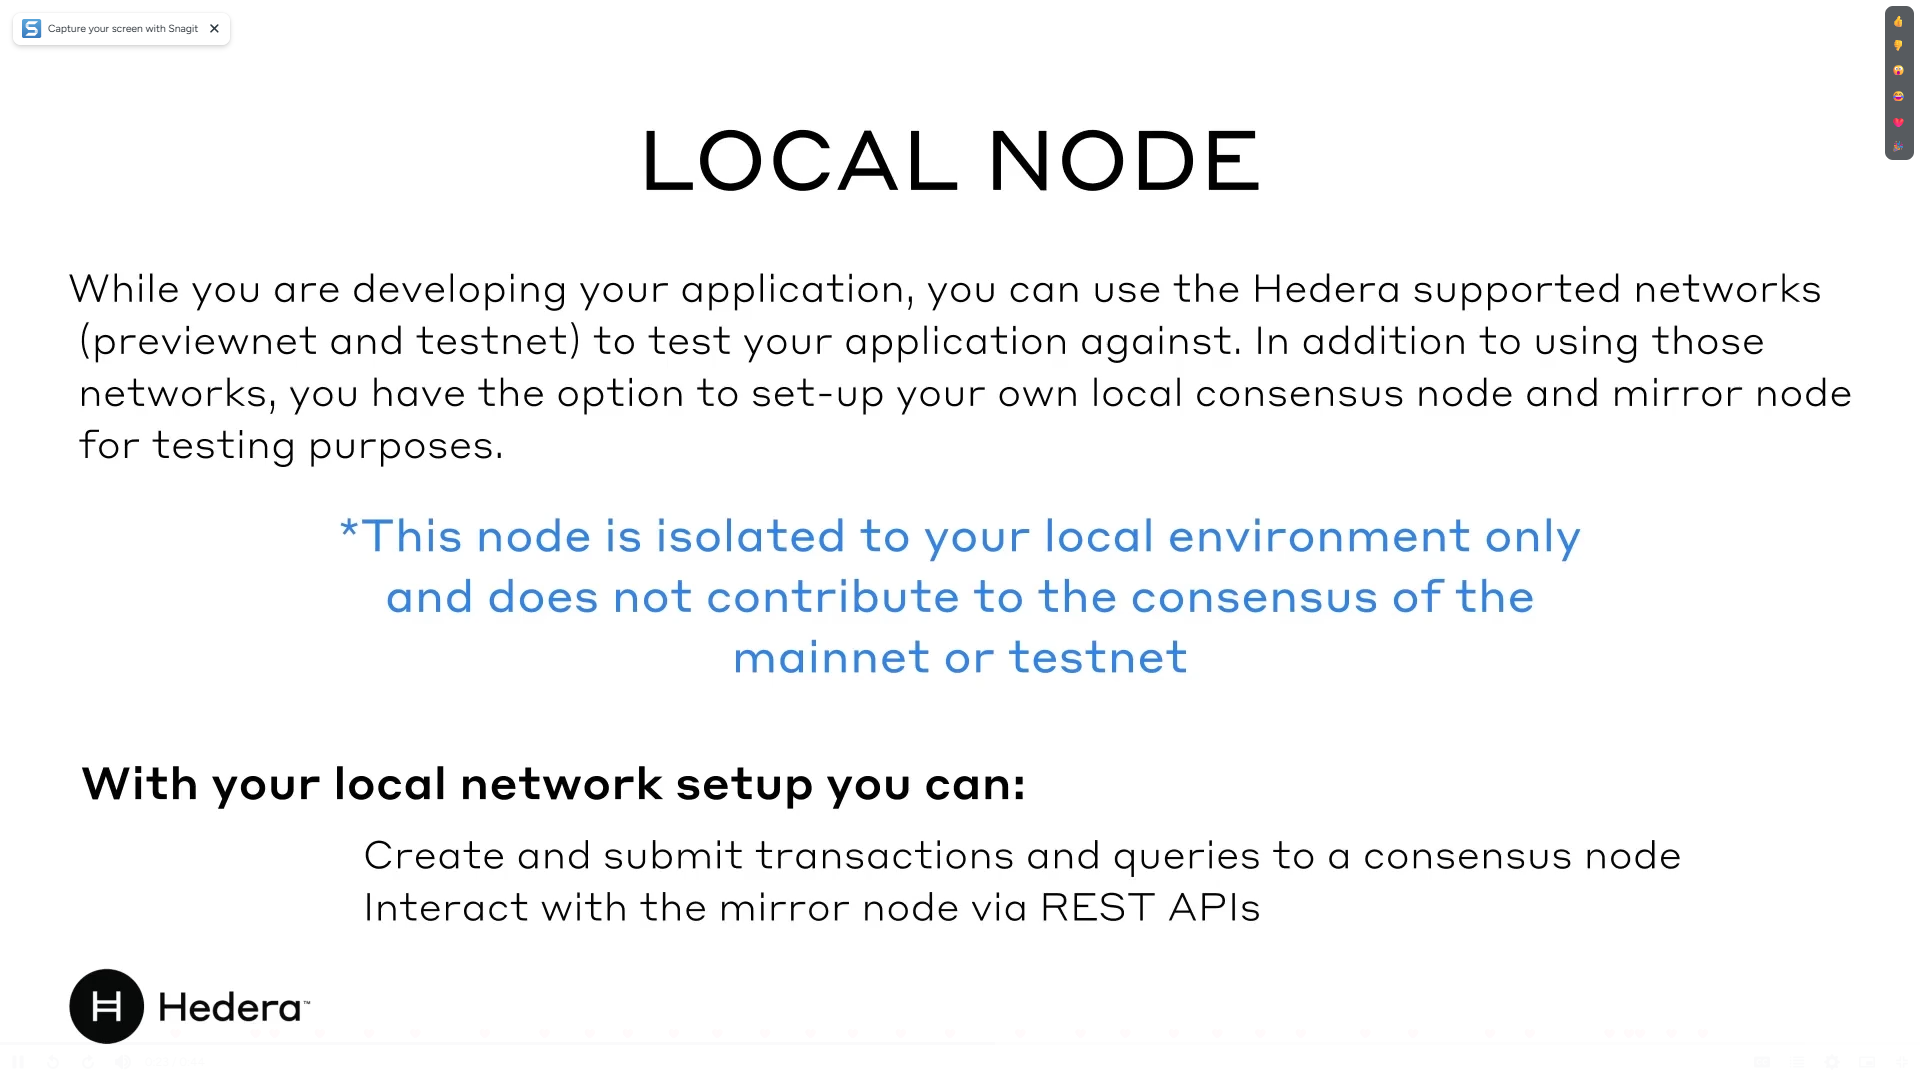 Capture your screen with Snagit
LOCAL NODE
While you are developing your application, you can use the Hedera supported networks
(previewnet and testnet) to test your application against. In addition to using those
networks, you have the option to set-up your own local consensus node and mirror node
for testing purposes.
*This node is isolated to your local environment only
and does not contribute to the consensus of the
mainnet or testnet
With your local network setup you can:
Create and submit transactions and queries to a consensus node
Interact with the mirror node via REST APIs
Hedera™